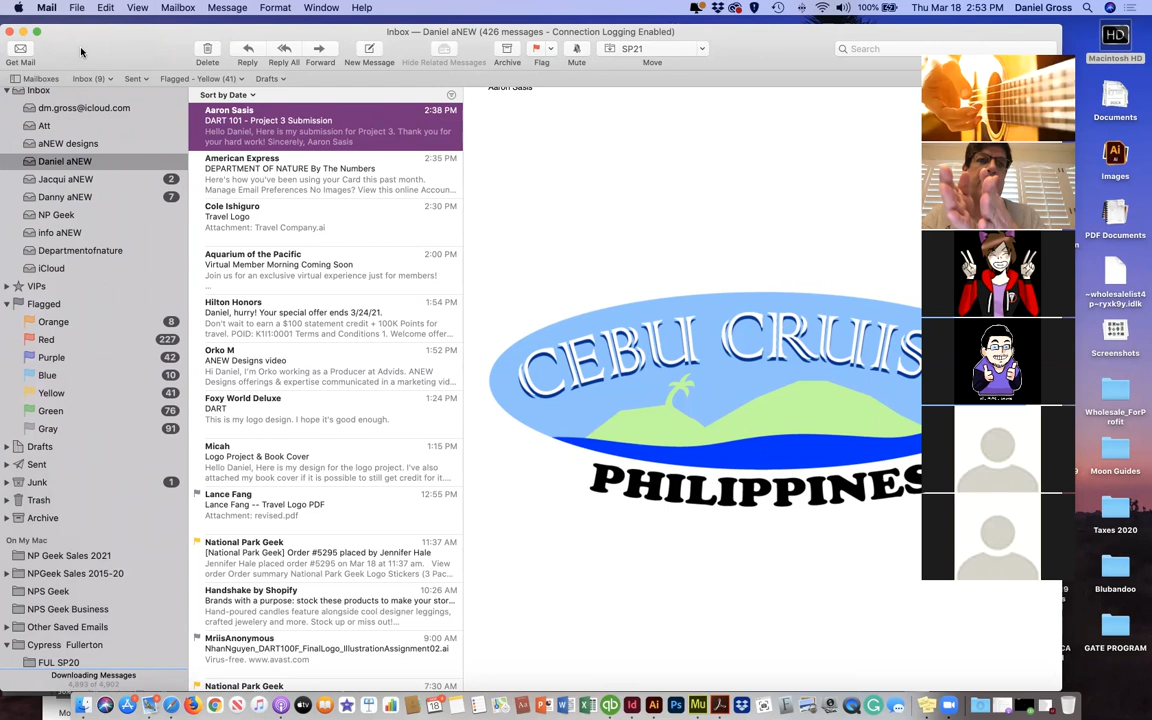 Mail File Edit View Mailbox Message Format Window Help 100% Thu Mar 18 2:53 PM Daniel Gross
Inbox — Daniel aNEW (426 messages - Connection Logging Enabled)
Get Mail Delete Reply Reply All Forward New Message Hide Related Messages Archive Flag Mute SP21 Move Search
Mailboxes Inbox (9) Sent Flagged - Yellow (41) Drafts
Inbox
dm.gross@icloud.com
Att
aNEW designs
Daniel aNEW
Jacqui aNEW 2
Danny aNEW 7
NP Geek
info aNEW
Departmentofnature
iCloud
VIPs
Flagged
Orange 8
Red 227
Purple 42
Blue 10
Yellow 41
Green 76
Gray 91
Drafts
Sent
Junk 1
Trash
Archive
On My Mac
NP Geek Sales 2021
NPGeek Sales 2015-20
NPS Geek
NPS Geek Business
Other Saved Emails
Cypress Fullerton
FUL SP20
Downloading Messages
4,893 of 4,902
Sort by Date
Aaron Sasis 2:38 PM
DART 101 - Project 3 Submission
Hello Daniel, Here is my submission for Project 3. Thank you for
your hard work! Sincerely, Aaron Sasis
American Express 2:35 PM
DEPARTMENT OF NATURE By The Numbers
Here's how you've been using your Card this past month.
Manage Email Preferences No Images? View this online Accoun...
Cole Ishiguro 2:30 PM
Travel Logo
Attachment: Travel Company.ai
Aquarium of the Pacific 2:00 PM
Virtual Member Morning Coming Soon
Join us for an exclusive virtual experience just for members!
...
Hilton Honors 1:54 PM
Daniel, hurry! Your special offer ends 3/24/21.
Don't wait to earn a $100 statement credit + 100K Points for
travel. POID: K1I1:0001 Terms and Conditions 1. Welcome offer...
Orko M 1:52 PM
ANEW Designs video
Hi Daniel, I'm Orko working as a Producer at Advids. ANEW
Designs offerings & expertise communicated in a marketing vid...
Foxy World Deluxe 1:24 PM
DART
This is my logo design. I hope it's good enough.
Micah 1:15 PM
Logo Project & Book Cover
Hello Daniel, Here is my design for the logo project. I've also
attached my book cover if it is possible to still get credit for it....
Lance Fang 12:55 PM
Lance Fang -- Travel Logo PDF
Attachment: revised.pdf
National Park Geek 11:37 AM
[National Park Geek] Order #5295 placed by Jennifer Hale
Jennifer Hale placed order #5295 on Mar 18 at 11:37 am. View
order Order summary National Park Geek Logo Stickers (3 Pac...
Handshake by Shopify 10:26 AM
Brands with a purpose: stock these products to make your stor...
Hand-poured candles feature alongside cool designer leggings,
crafted jewelery and more. Stock up or miss out!...
MriisAnonymous 9:00 AM
NhanNguyen_DART100F_FinalLogo_IllustrationAssignment02.ai
Virus-free. www.avast.com
National Park Geek 7:30 AM
Aaron Sasis
CEBU CRUIS
PHILIPPINES
HD
Macintosh HD
Documents
Ai
Images
PDF Documents
~wholesalelist4
p~ryxk9y.idlk
Screenshots
Wholesale_ForP
rofit
Moon Guides
Taxes 2020
Blubandoo
GATE PROGRAM